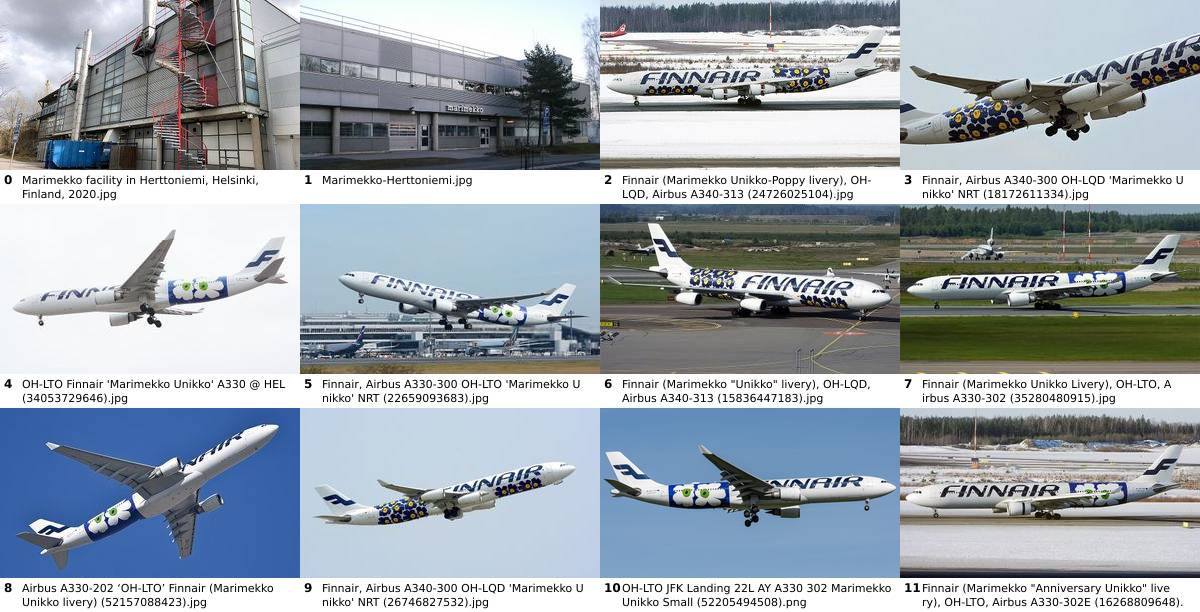 marimekko
FINNAIR
FINNAIR
FINNAIR
FINNAIR
FINNAIR
FINNAIR
FINNAIR
FINNAIR
FINNAIR
0 Marimekko facility in Herttoniemi, Helsinki,
Finland, 2020.jpg
1 Marimekko-Herttoniemi.jpg
2 Finnair (Marimekko Unikko-Poppy livery), OH-
LQD, Airbus A340-313 (24726025104).jpg
3 Finnair, Airbus A340-300 OH-LQD 'Marimekko U
nikko' NRT (18172611334).jpg
4 OH-LTO Finnair 'Marimekko Unikko' A330 @ HEL
(34053729646).jpg
5 Finnair, Airbus A330-300 OH-LTO 'Marimekko U
nikko' NRT (22659093683).jpg
6 Finnair (Marimekko "Unikko" livery), OH-LQD,
Airbus A340-313 (15836447183).jpg
7 Finnair (Marimekko Unikko Livery), OH-LTO, A
irbus A330-302 (35280480915).jpg
8 Airbus A330-202 ‘OH-LTO’ Finnair (Marimekko
Unikko livery) (52157088423).jpg
9 Finnair, Airbus A340-300 OH-LQD 'Marimekko U
nikko' NRT (26746827532).jpg
10 OH-LTO JFK Landing 22L AY A330 302 Marimekko
Unikko Small (52205494508).png
11 Finnair (Marimekko "Anniversary Unikko" live
ry), OH-LTO, Airbus A330-302E (16268809648).